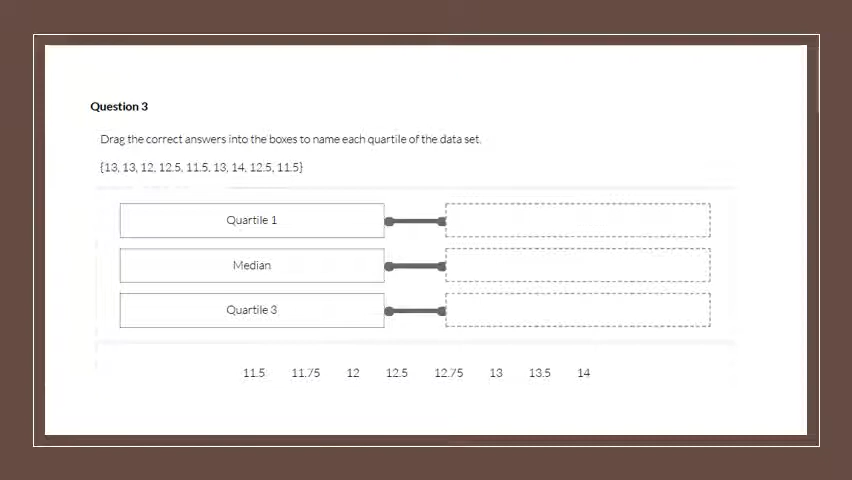 Question 3
Drag the correct answers into the boxes to name each quartile of the data set.
{13, 13, 12, 12.5, 11.5, 13, 14, 12.5, 11.5}
Quartile 1
Median
Quartile 3
11.5 11.75 12 12.5 12.75 13 13.5 14